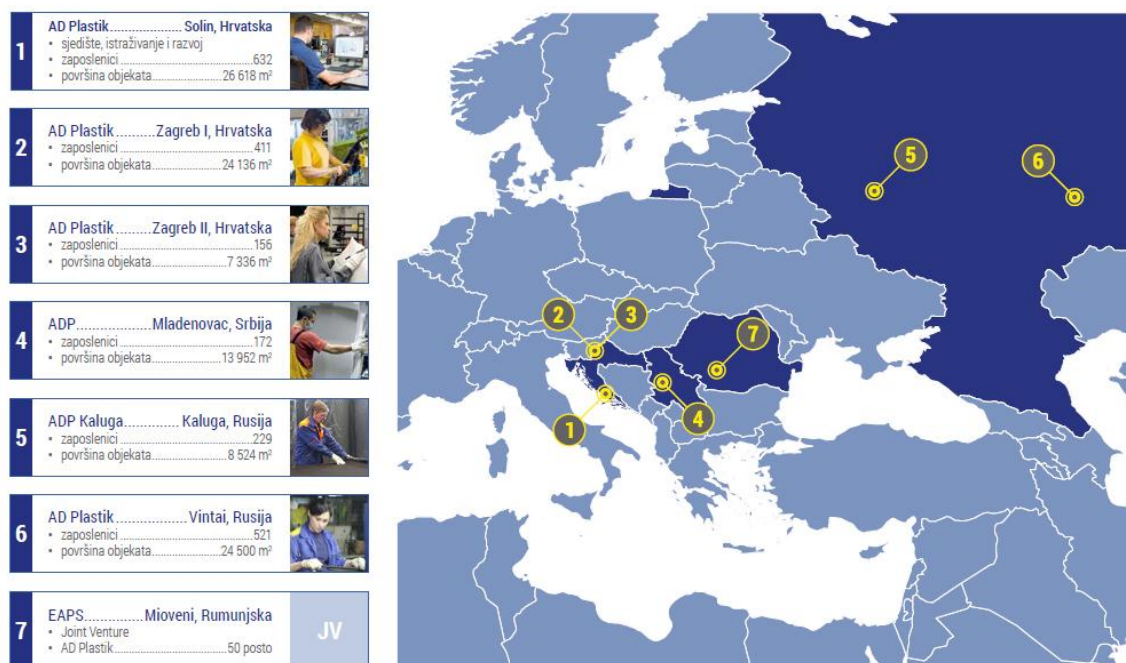 1
AD Plastik..........Solin, Hrvatska
• sjedište, istraživanje i razvoj
• zaposlenici..........632
• površina objekata..........26 618 m²
2
AD Plastik..........Zagreb I, Hrvatska
• zaposlenici..........411
• površina objekata..........24 136 m²
3
AD Plastik..........Zagreb II, Hrvatska
• zaposlenici..........156
• površina objekata..........7 336 m²
4
ADP..........Mladenovac, Srbija
• zaposlenici..........172
• površina objekata..........13 952 m²
5
ADP Kaluga..........Kaluga, Rusija
• zaposlenici..........229
• površina objekata..........8 524 m²
6
AD Plastik..........Vintai, Rusija
• zaposlenici..........521
• površina objekata..........24 500 m²
7
EAPS..........Mioveni, Rumunjska
• Joint Venture
• AD Plastik..........50 posto
JV
5
6
2
3
7
1
4